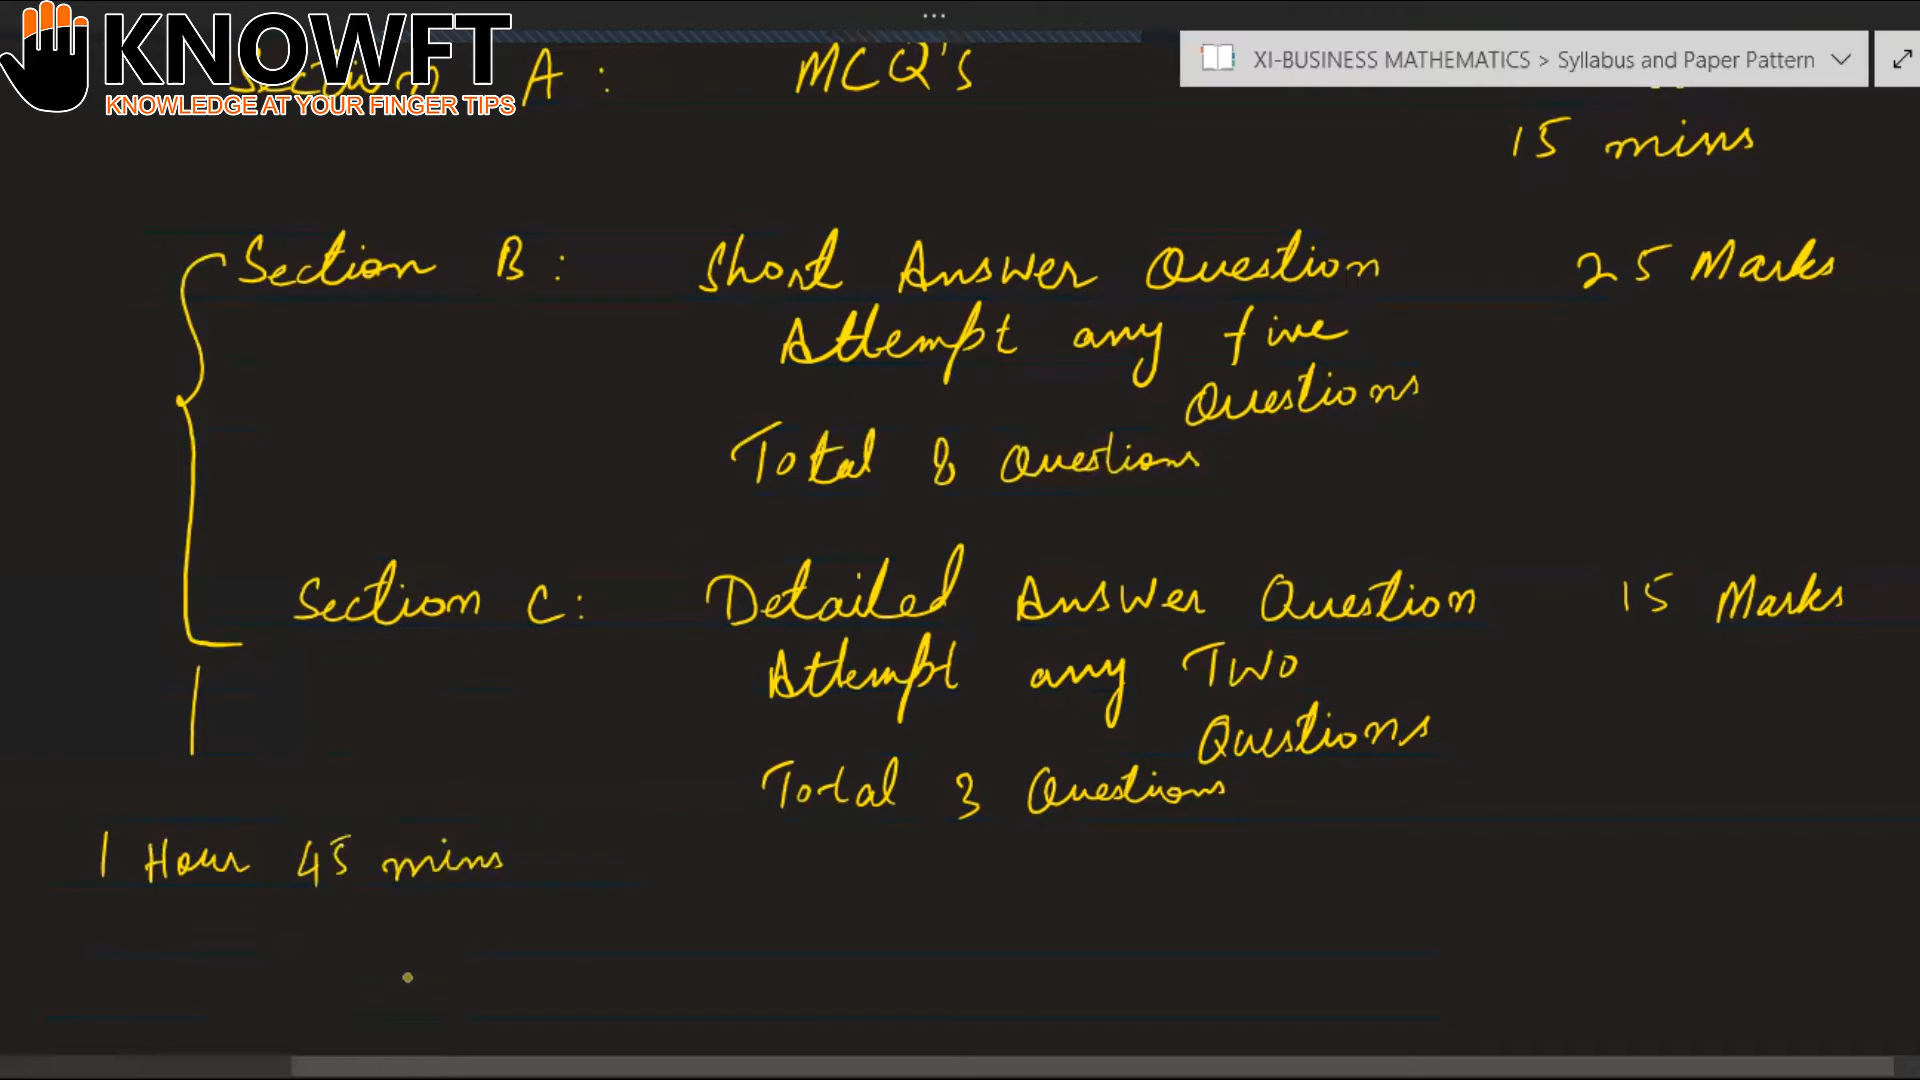 ...
KNOWFT
KNOWLEDGE AT YOUR FINGER TIPS
XI-BUSINESS MATHEMATICS > Syllabus and Paper Pattern
Section A : MCQ's
15 mins
Section B : Short Answer Question 25 Marks
Attempt any five
Questions
Total 8 Questions
Section C : Detailed Answer Question 15 Marks
Attempt any Two
Questions
Total 3 Questions
1 Hour 45 mins